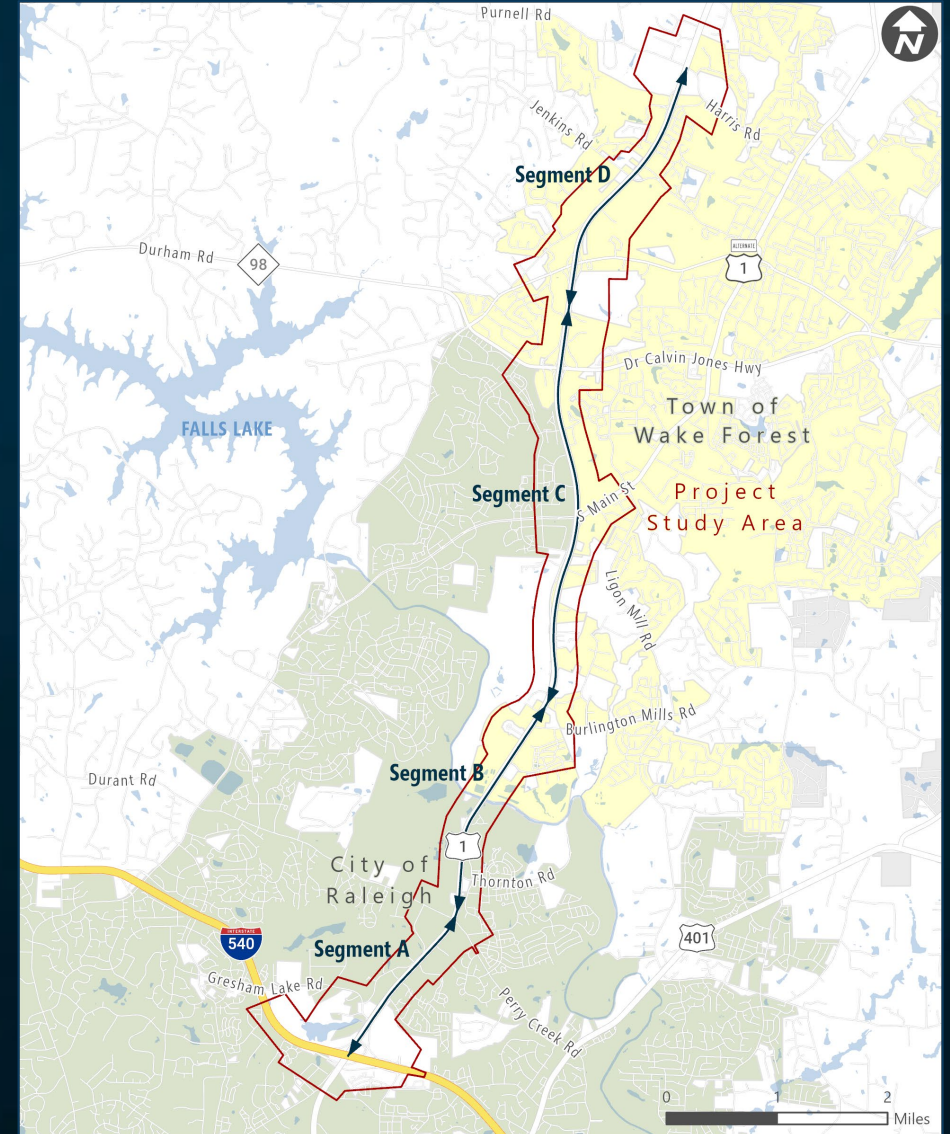 Purnell Rd
N
Harris Rd
Jenkins Rd
Segment D
Durham Rd
98
ALTERNATE
1
Dr Calvin Jones Hwy
Town of
Wake Forest
FALLS LAKE
Segment C
S Main St
Project
Study Area
Ligon Mill Rd
Burlington Mills Rd
Segment B
Durant Rd
1
City of
Raleigh
Thornton Rd
INTERSTATE
540
401
Segment A
Gresham Lake Rd
Perry Creek Rd
0 1 2
Miles